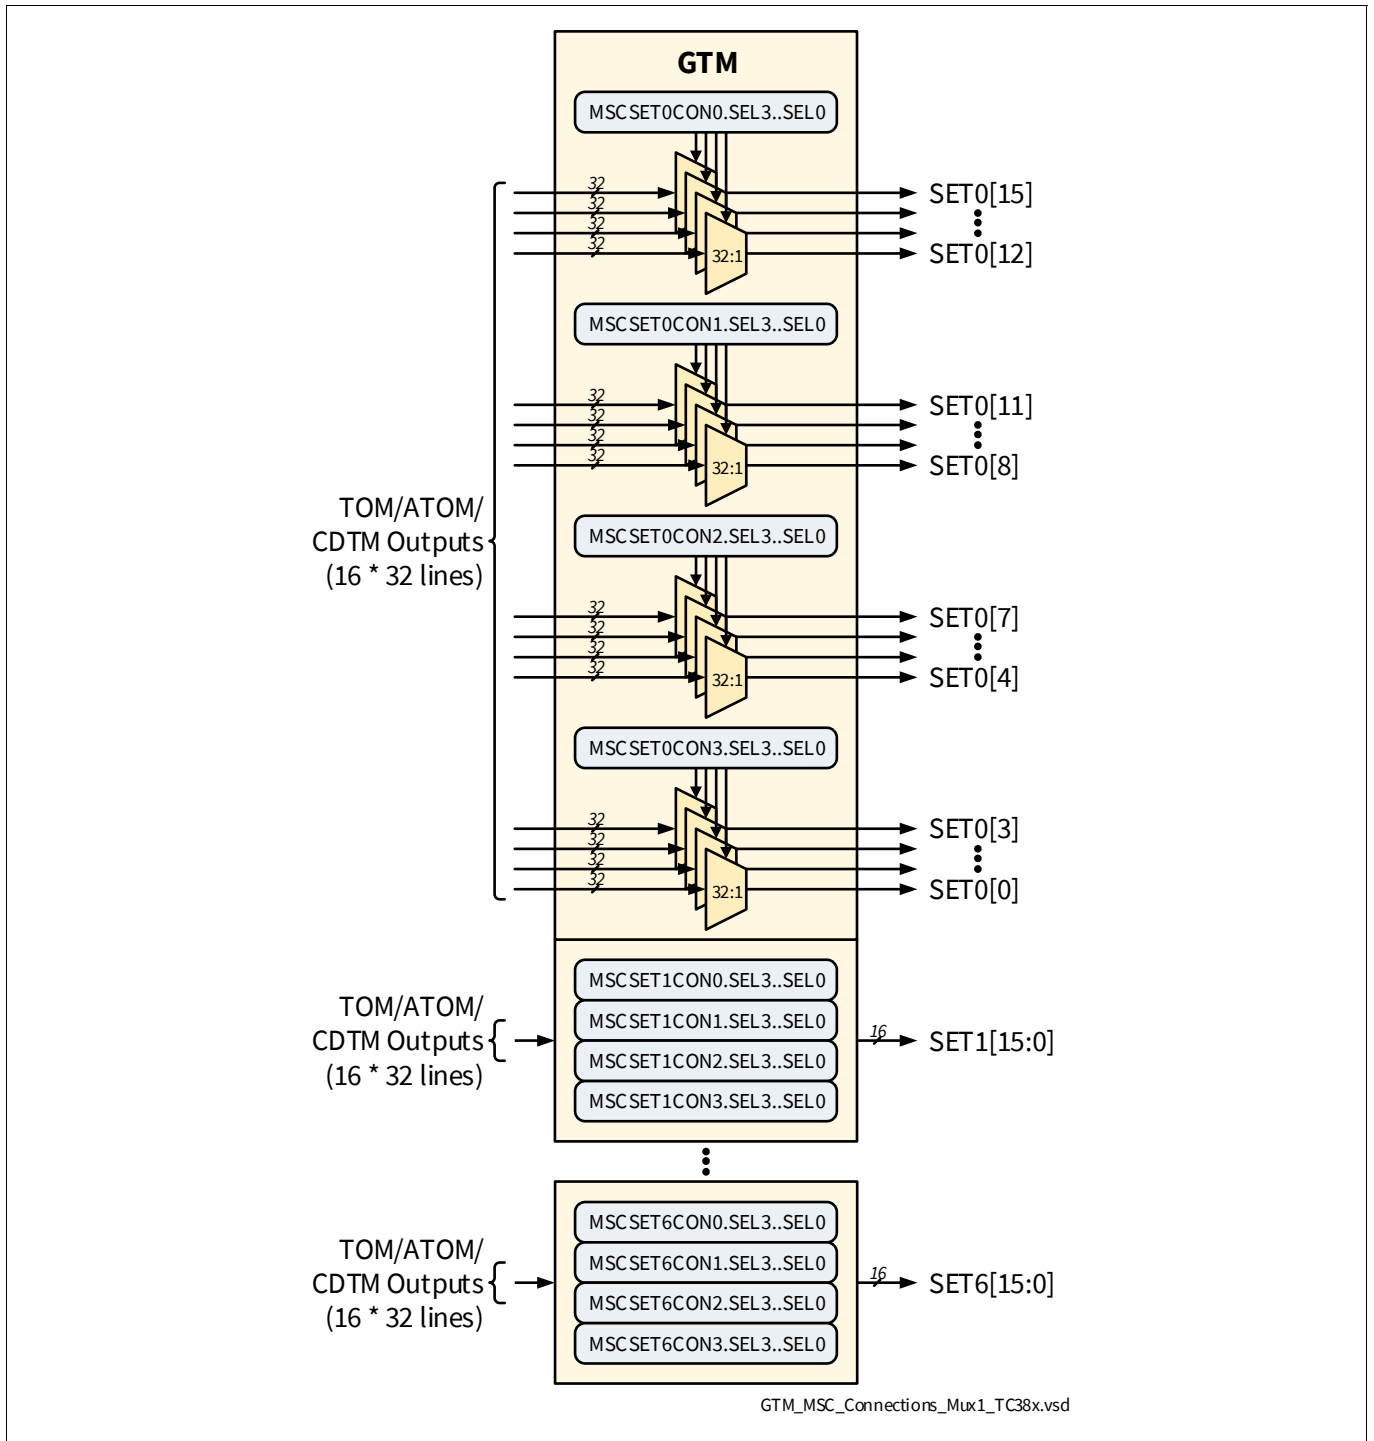 GTM
MSCSET0CON0.SEL3..SEL0
32
32
32
32
32:1
SET0[15]
SET0[12]
MSCSET0CON1.SEL3..SEL0
32
32
32
32
32:1
SET0[11]
SET0[8]
TOM/ATOM/
CDTM Outputs
(16 * 32 lines)
MSCSET0CON2.SEL3..SEL0
32
32
32
32
32:1
SET0[7]
SET0[4]
MSCSET0CON3.SEL3..SEL0
32
32
32
32
32:1
SET0[3]
SET0[0]
TOM/ATOM/
CDTM Outputs
(16 * 32 lines)
MSCSET1CON0.SEL3..SEL0
MSCSET1CON1.SEL3..SEL0
MSCSET1CON2.SEL3..SEL0
MSCSET1CON3.SEL3..SEL0
16
SET1[15:0]
TOM/ATOM/
CDTM Outputs
(16 * 32 lines)
MSCSET6CON0.SEL3..SEL0
MSCSET6CON1.SEL3..SEL0
MSCSET6CON2.SEL3..SEL0
MSCSET6CON3.SEL3..SEL0
16
SET6[15:0]
GTM_MSC_Connections_Mux1_TC38x.vsd